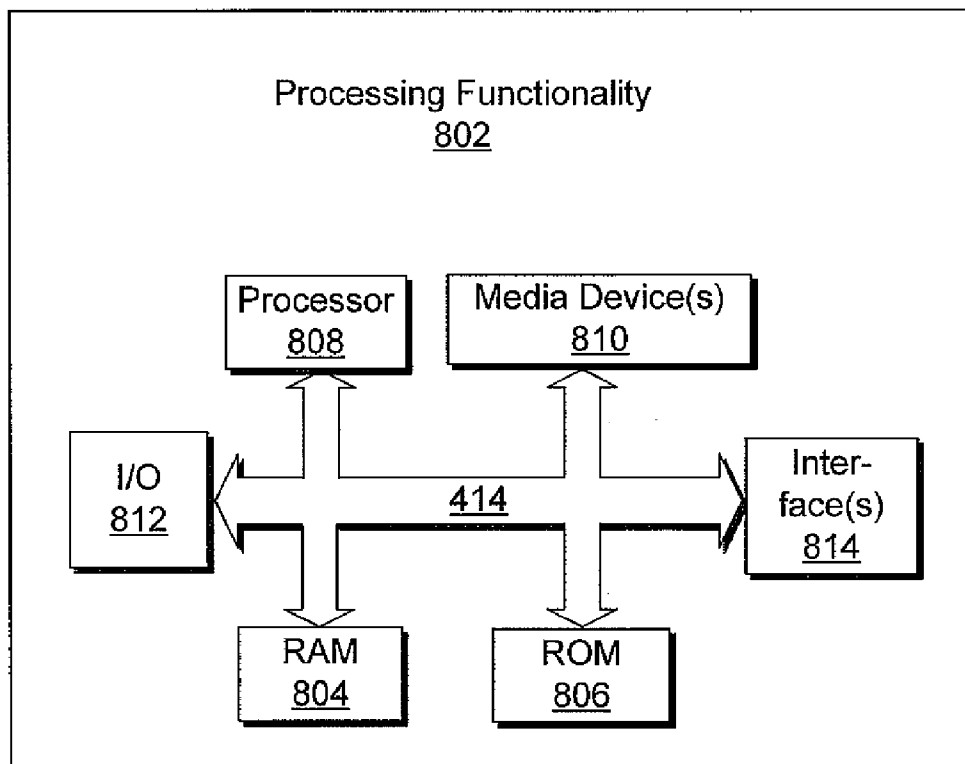 Processing Functionality
802
Processor
808
Media Device(s)
810
I/O
812
414
Inter-
face(s)
814
RAM
804
ROM
806